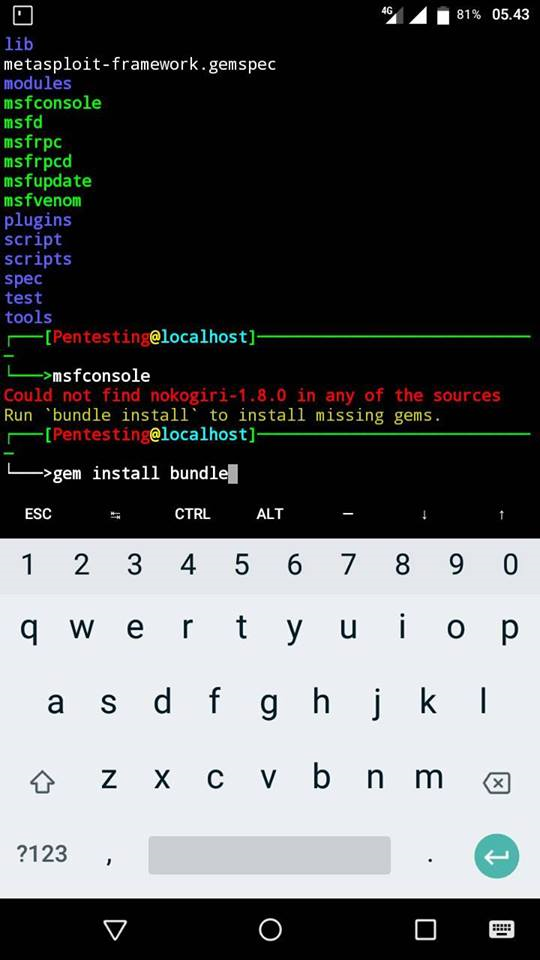 4G 81% 05.43
lib
metasploit-framework.gemspec
modules
msfconsole
msfd
msfrpc
msfrpcd
msfupdate
msfvenom
plugins
script
scripts
spec
test
tools
┌──[Pentesting@localhost]──────────
─
└──>msfconsole
Could not find nokogiri-1.8.0 in any of the sources
Run `bundle install` to install missing gems.
┌──[Pentesting@localhost]──────────
─
└──>gem install bundle
ESC CTRL ALT — ↓ ↑
1 2 3 4 5 6 7 8 9 0
q w e r t y u i o p
a s d f g h j k l
z x c v b n m
?123 , .